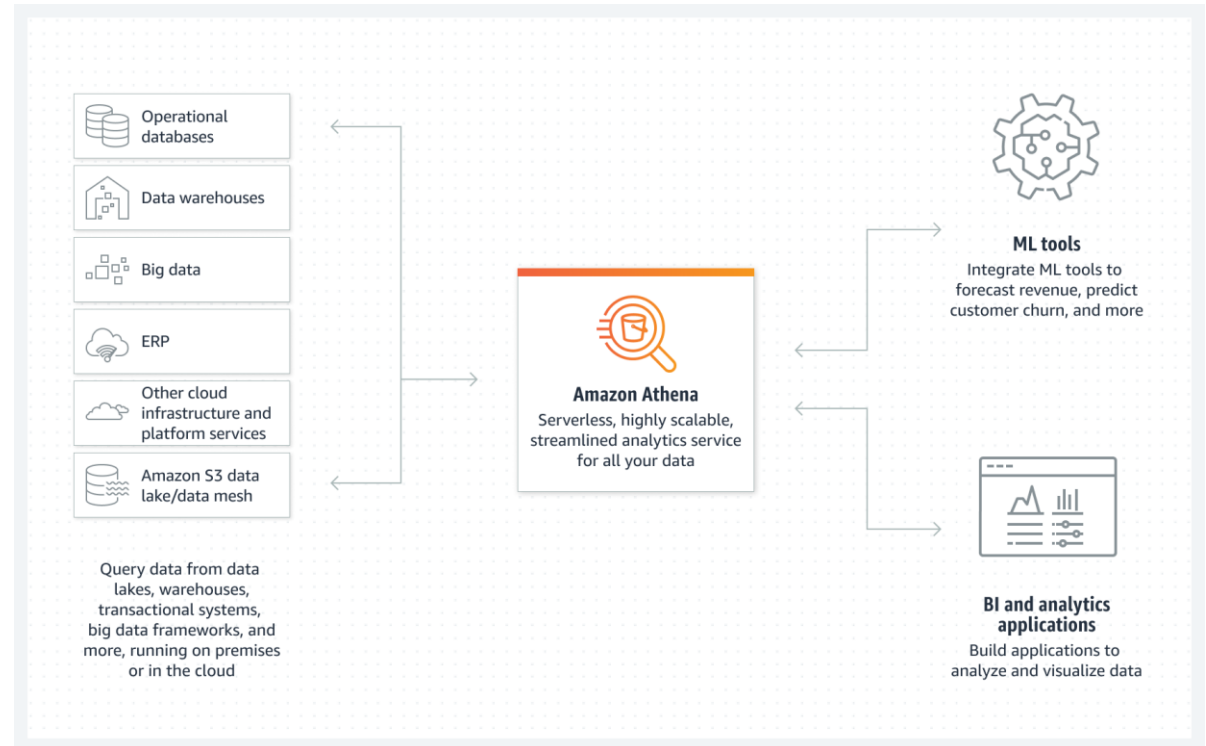 Operational
databases
Data warehouses
Big data
ERP
Other cloud
infrastructure and
platform services
Amazon S3 data
lake/data mesh
Query data from data
lakes, warehouses,
transactional systems,
big data frameworks, and
more, running on premises
or in the cloud
Amazon Athena
Serverless, highly scalable,
streamlined analytics service
for all your data
ML tools
Integrate ML tools to
forecast revenue, predict
customer churn, and more
BI and analytics
applications
Build applications to
analyze and visualize data